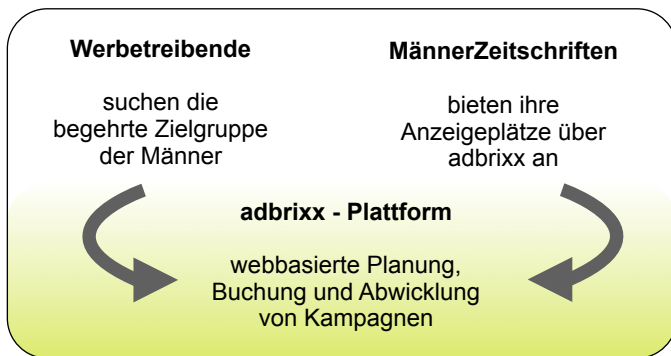 Werbetreibende
suchen die
begehrte Zielgruppe
der Männer
MännerZeitschriften
bieten ihre
Anzeigeplätze über
adbrixx an
adbrixx - Plattform
webbasierte Planung,
Buchung und Abwicklung
von Kampagnen